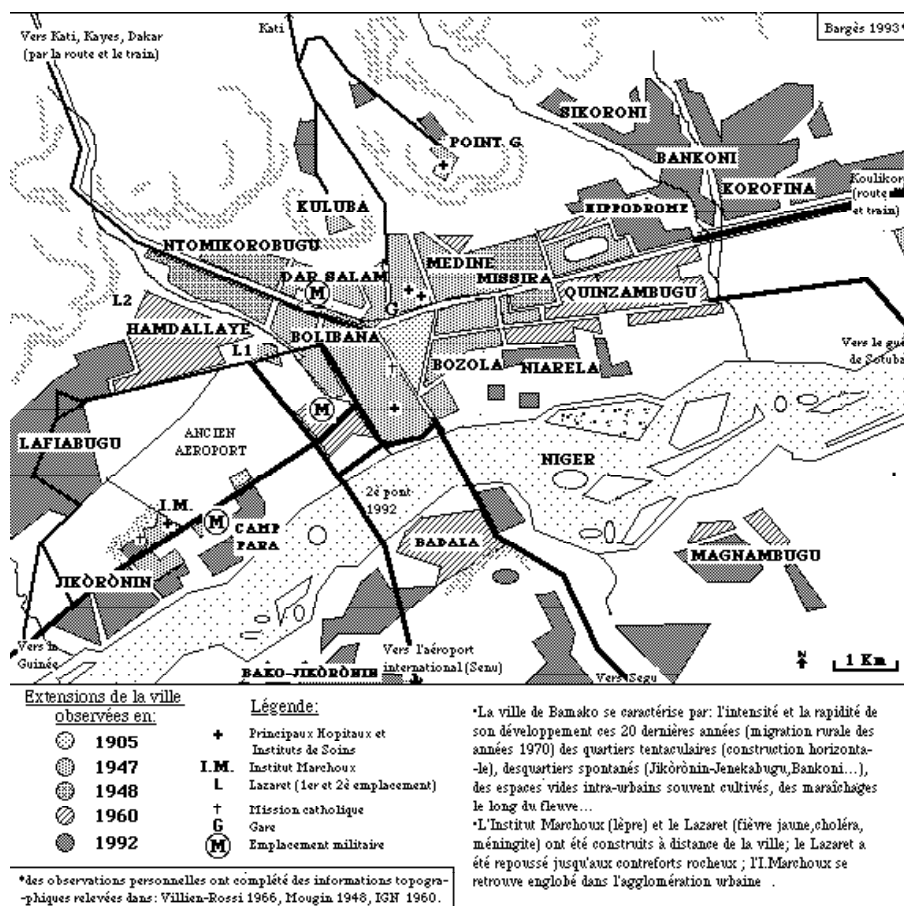 Vers Kati, Kayes, Dakar
(par la route et le train)
Kati
Bargès 1993*
SIKORONI
POINT G
BANKONI
KOROFINA
Koulikoro
(route
et train)
KULUBA
HIPPODROME
NTOMIKOROBUGU
MEDINE
DAR SALAM
MISSIRA
M
G
QUINZAMBUGU
L2
HAMDALLAYE
BOLIBANA
L1
Vers le gué
de Sotuba
BOZOLA
NIARELA
M
LAFIABUGU
ANCIEN
AEROPORT
NIGER
2è pont
1992
I.M.
M
CAMP
PARA
BADALA
MAGNAMBUGU
JIKÒRÒNIN
Vers la
Guinée
BAKO-JIKÒRÒNIN
Vers l'aéroport
international (Senu)
Vers Segu
N
1 Km
Extensions de la ville
observées en:
1905
1947
1948
1960
1992
Légende:
Principaux Hopitaux et
Instituts de Soins
I.M. Institut Marchoux
L Lazaret (1er et 2è emplacement)
† Mission catholique
G Gare
M Emplacement militaire
•La ville de Bamako se caractérise par: l'intensité et la rapidité de
son développement ces 20 dernières années (migration rurale des
années 1970) des quartiers tentaculaires (construction horizonta-
-le), desquartiers spontanés (Jikòrònin-Jenekabugu,Bankoni...),
des espaces vides intra-urbains souvent cultivés, des maraîchages
le long du fleuve...
•L'Institut Marchoux (lèpre) et le Lazaret (fièvre jaune,choléra,
méningite) ont été construits à distance de la ville; le Lazaret a
été repoussé jusqu'aux contreforts rocheux ; l'I.Marchoux se
retrouve englobé dans l'agglomération urbaine .
*des observations personnelles ont complété des informations topogra-
-phiques relevées dans: Villien-Rossi 1966, Mougin 1948, IGN 1960.